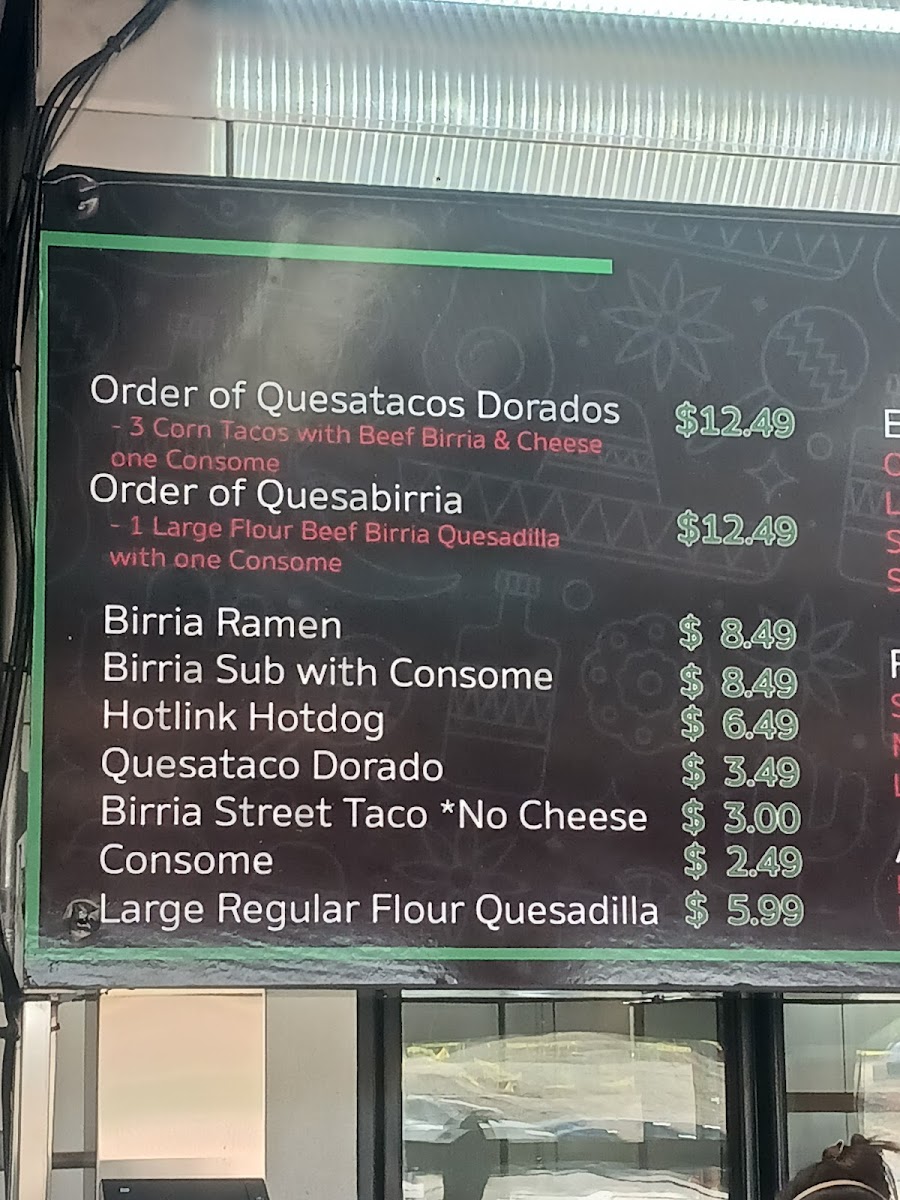 Order of Quesatacos Dorados $12.49
- 3 Corn Tacos with Beef Birria & Cheese
one Consome
Order of Quesabirria $12.49
- 1 Large Flour Beef Birria Quesadilla
with one Consome
Birria Ramen $ 8.49
Birria Sub with Consome $ 8.49
Hotlink Hotdog $ 6.49
Quesataco Dorado $ 3.49
Birria Street Taco *No Cheese $ 3.00
Consome $ 2.49
Large Regular Flour Quesadilla $ 5.99